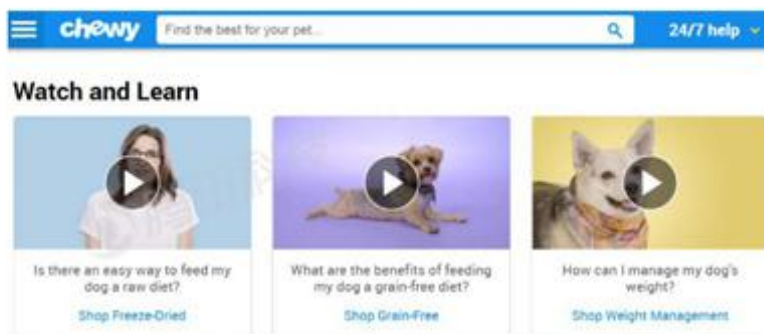 chewy
Find the best for your pet...
24/7 help
Watch and Learn
Is there an easy way to feed my
dog a raw diet?
Shop Freeze-Dried
What are the benefits of feeding
my dog a grain-free diet?
Shop Grain-Free
How can I manage my dog's
weight?
Shop Weight Management